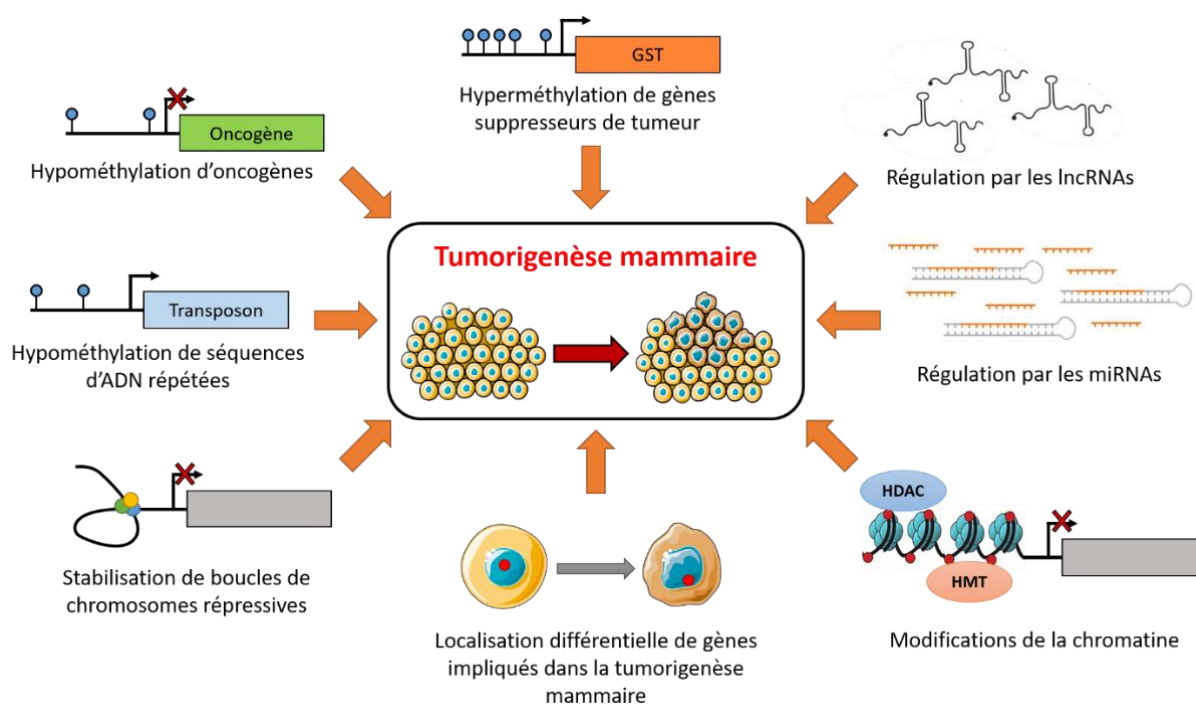 GST
Hyperméthylation de gènes
suppresseurs de tumeur
Oncogène
Hypométhylation d'oncogènes
Régulation par les lncRNAs
Tumorigenèse mammaire
Transposon
Hypométhylation de séquences
d'ADN répétées
Régulation par les miRNAs
Stabilisation de boucles de
chromosomes répressives
Localisation différentielle de gènes
impliqués dans la tumorigenèse
mammaire
HDAC
HMT
Modifications de la chromatine